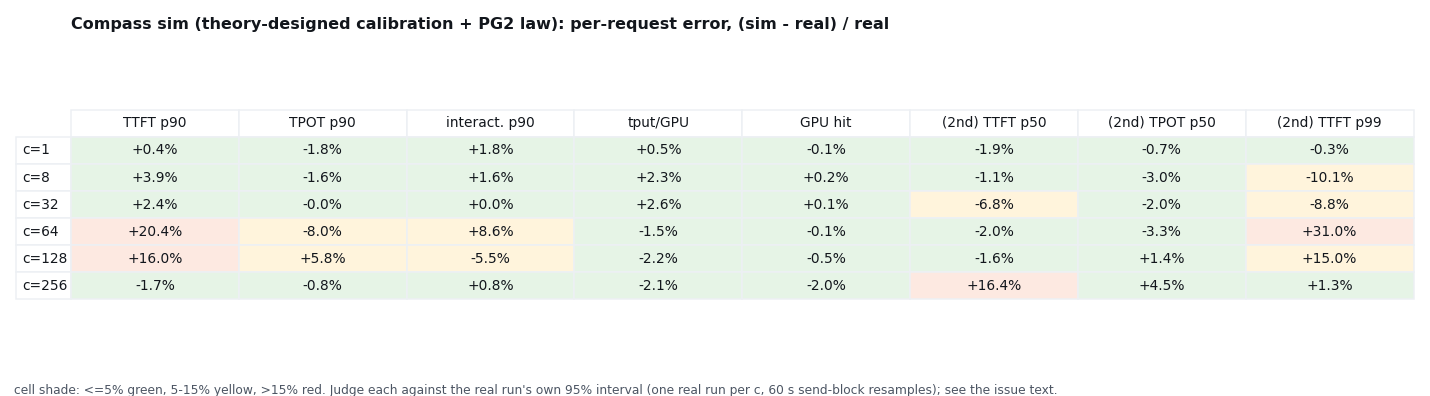 Compass sim (theory-designed calibration + PG2 law): per-request error, (sim - real) / real
TTFT p90 TPOT p90 interact. p90 tput/GPU GPU hit (2nd) TTFT p50 (2nd) TPOT p50 (2nd) TTFT p99
c=1 +0.4% -1.8% +1.8% +0.5% -0.1% -1.9% -0.7% -0.3%
c=8 +3.9% -1.6% +1.6% +2.3% +0.2% -1.1% -3.0% -10.1%
c=32 +2.4% -0.0% +0.0% +2.6% +0.1% -6.8% -2.0% -8.8%
c=64 +20.4% -8.0% +8.6% -1.5% -0.1% -2.0% -3.3% +31.0%
c=128 +16.0% +5.8% -5.5% -2.2% -0.5% -1.6% +1.4% +15.0%
c=256 -1.7% -0.8% +0.8% -2.1% -2.0% +16.4% +4.5% +1.3%
cell shade: <=5% green, 5-15% yellow, >15% red. Judge each against the real run's own 95% interval (one real run per c, 60 s send-block resamples); see the issue text.